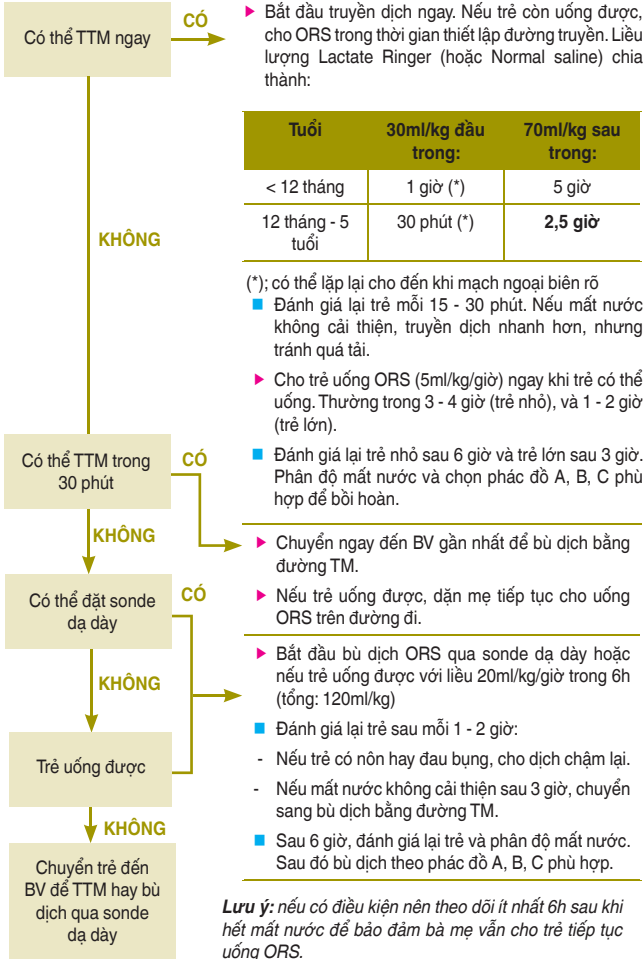 Có thể TTM ngay
CÓ
Bắt đầu truyền dịch ngay. Nếu trẻ còn uống được,
cho ORS trong thời gian thiết lập đường truyền. Liều
lượng Lactate Ringer (hoặc Normal saline) chia
thành:
Tuổi
30ml/kg đầu
trong:
70ml/kg sau
trong:
< 12 tháng
1 giờ (*)
5 giờ
12 tháng - 5
tuổi
30 phút (*)
2,5 giờ
KHÔNG
(*); có thể lặp lại cho đến khi mạch ngoại biên rõ
Đánh giá lại trẻ mỗi 15 - 30 phút. Nếu mất nước
không cải thiện, truyền dịch nhanh hơn, nhưng
tránh quá tải.
Cho trẻ uống ORS (5ml/kg/giờ) ngay khi trẻ có thể
uống. Thường trong 3 - 4 giờ (trẻ nhỏ), và 1 - 2 giờ
(trẻ lớn).
Đánh giá lại trẻ nhỏ sau 6 giờ và trẻ lớn sau 3 giờ.
Phân độ mất nước và chọn phác đồ A, B, C phù
hợp để bồi hoàn.
Có thể TTM trong
30 phút
CÓ
KHÔNG
Chuyển ngay đến BV gần nhất để bù dịch bằng
đường TM.
Nếu trẻ uống được, dặn mẹ tiếp tục cho uống
ORS trên đường đi.
Có thể đặt sonde
dạ dày
CÓ
KHÔNG
Bắt đầu bù dịch ORS qua sonde dạ dày hoặc
nếu trẻ uống được với liều 20ml/kg/giờ trong 6h
(tổng: 120ml/kg)
Đánh giá lại trẻ sau mỗi 1 - 2 giờ:
- Nếu trẻ có nôn hay đau bụng, cho dịch chậm lại.
- Nếu mất nước không cải thiện sau 3 giờ, chuyển
sang bù dịch bằng đường TM.
Sau 6 giờ, đánh giá lại trẻ và phân độ mất nước.
Sau đó bù dịch theo phác đồ A, B, C phù hợp.
Trẻ uống được
KHÔNG
Chuyển trẻ đến
BV để TTM hay bù
dịch qua sonde
dạ dày
Lưu ý: nếu có điều kiện nên theo dõi ít nhất 6h sau khi
hết mất nước để bảo đảm bà mẹ vẫn cho trẻ tiếp tục
uống ORS.